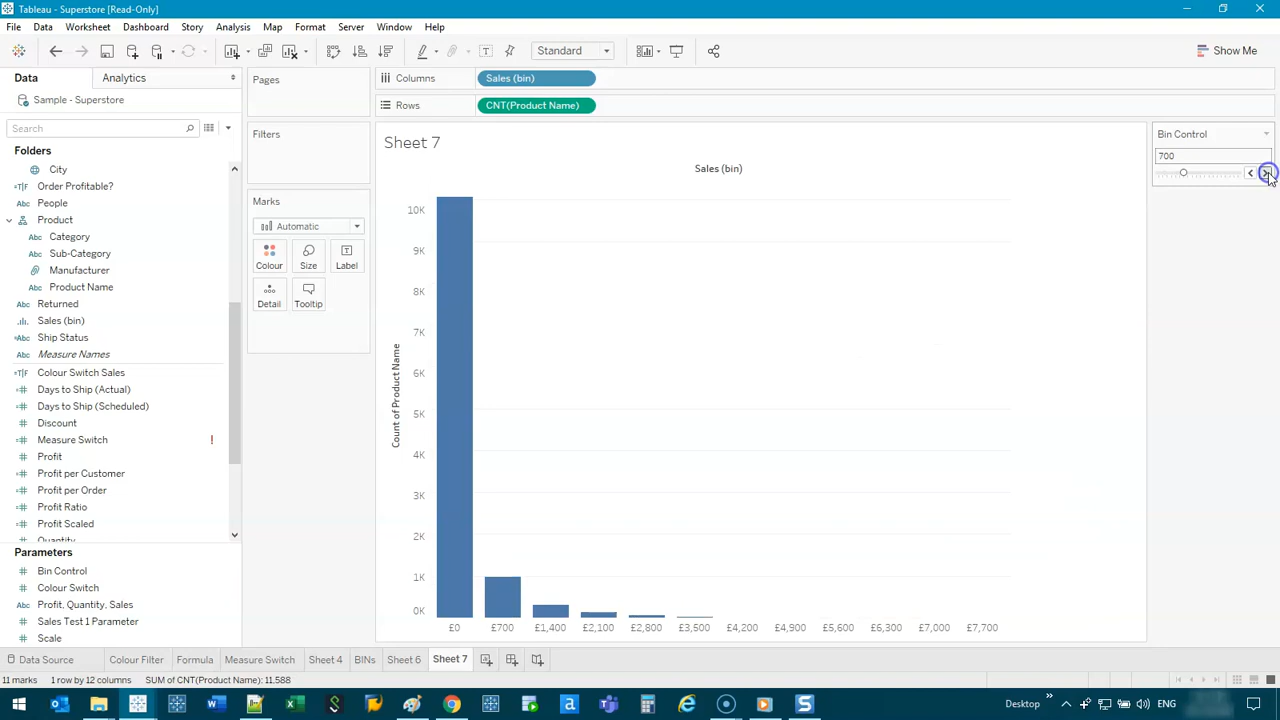 Tableau - Superstore [Read-Only]
File Data Worksheet Dashboard Story Analysis Map Format Server Window Help
Standard
Show Me
Data
Analytics
Sample - Superstore
Search
Folders
City
Order Profitable?
People
Product
Category
Sub-Category
Manufacturer
Product Name
Returned
Sales (bin)
Ship Status
Measure Names
Colour Switch Sales
Days to Ship (Actual)
Days to Ship (Scheduled)
Discount
Measure Switch !
Profit
Profit per Customer
Profit per Order
Profit Ratio
Profit Scaled
Quantity
Parameters
Bin Control
Colour Switch
Profit, Quantity, Sales
Sales Test 1 Parameter
Scale
Pages
Filters
Marks
Automatic
Colour Size Label
Detail Tooltip
Columns Sales (bin)
Rows CNT(Product Name)
Sheet 7
Sales (bin)
Count of Product Name
10K
9K
8K
7K
6K
5K
4K
3K
2K
1K
0K
£0 £700 £1,400 £2,100 £2,800 £3,500 £4,200 £4,900 £5,600 £6,300 £7,000 £7,700
Bin Control
700
Data Source Colour Filter Formula Measure Switch Sheet 4 BINs Sheet 6 Sheet 7
11 marks 1 row by 12 columns SUM of CNT(Product Name): 11,588
Desktop ENG